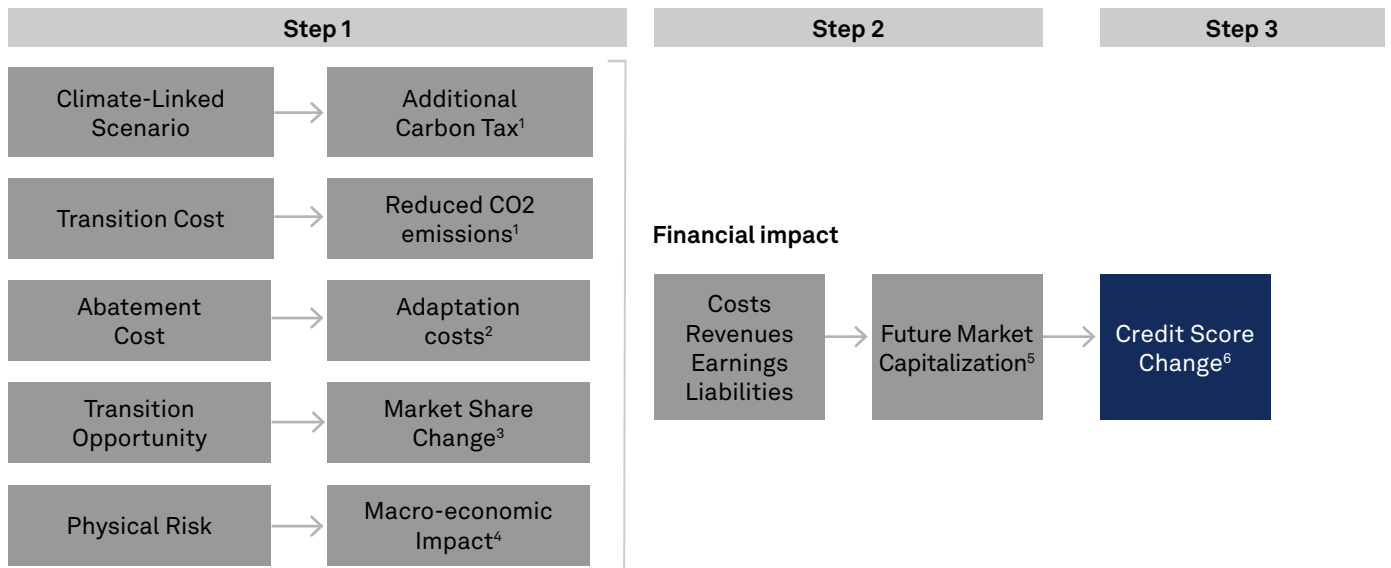 Step 1
Step 2
Step 3
Climate-Linked
Scenario
Additional
Carbon Tax¹
Transition Cost
Reduced CO2
emissions¹
Abatement
Cost
Adaptation
costs²
Transition
Opportunity
Market Share
Change³
Physical Risk
Macro-economic
Impact⁴
Financial impact
Costs
Revenues
Earnings
Liabilities
Future Market
Capitalization⁵
Credit Score
Change⁶